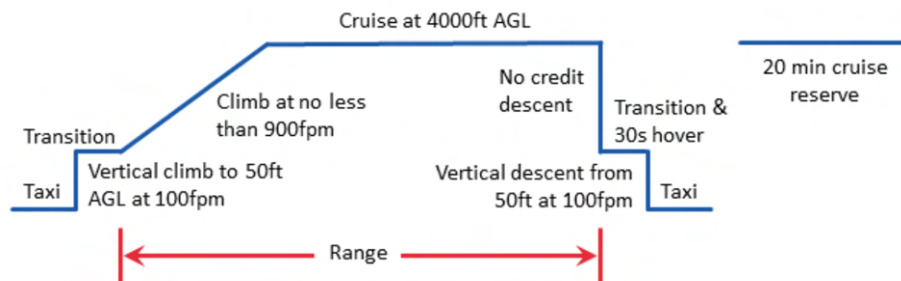 Cruise at 4000ft AGL
20 min cruise
reserve
No credit
descent
Climb at no less
than 900fpm
Transition &
30s hover
Transition
Vertical climb to 50ft
AGL at 100fpm
Vertical descent from
50ft at 100fpm
Taxi
Taxi
Range